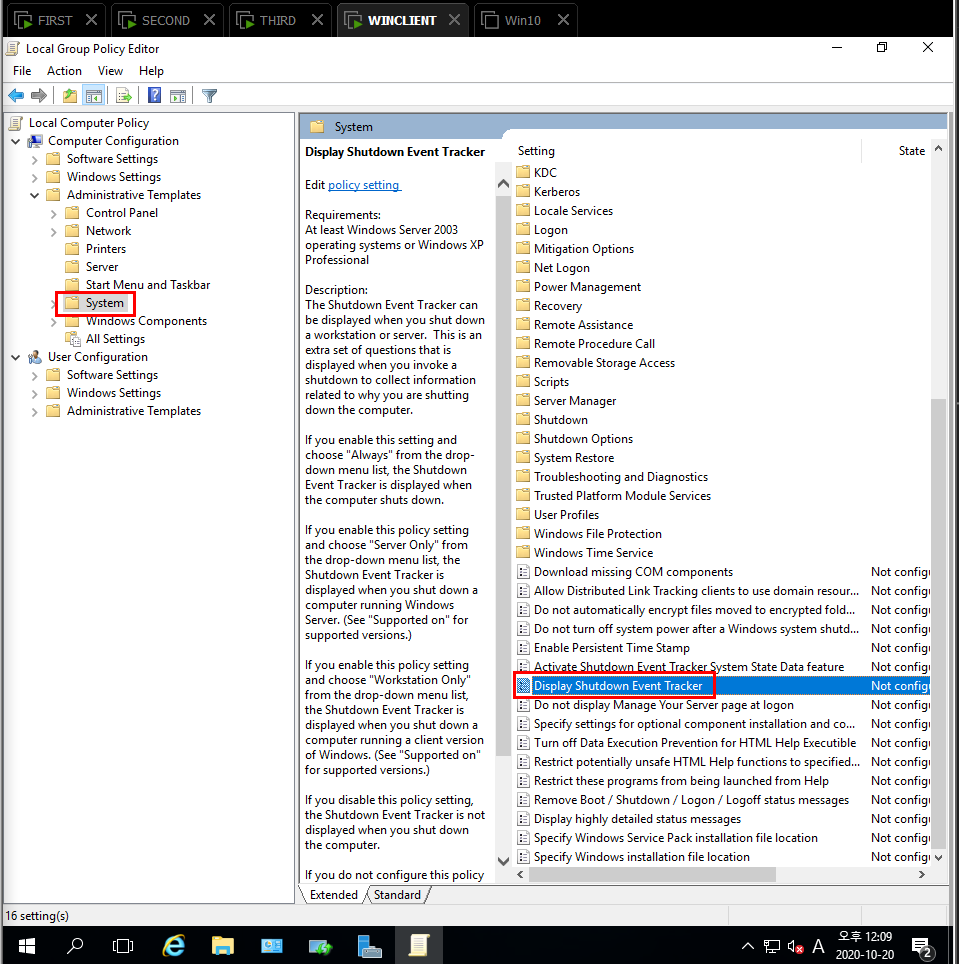 FIRST
SECOND
THIRD
WINCLIENT
Win10
Local Group Policy Editor
File Action View Help
Local Computer Policy
Computer Configuration
Software Settings
Windows Settings
Administrative Templates
Control Panel
Network
Printers
Server
Start Menu and Taskbar
System
Windows Components
All Settings
User Configuration
Software Settings
Windows Settings
Administrative Templates
System
Display Shutdown Event Tracker
Edit policy setting
Requirements:
At least Windows Server 2003
operating systems or Windows XP
Professional
Description:
The Shutdown Event Tracker can
be displayed when you shut down
a workstation or server. This is an
extra set of questions that is
displayed when you invoke a
shutdown to collect information
related to why you are shutting
down the computer.
If you enable this setting and
choose "Always" from the drop-
down menu list, the Shutdown
Event Tracker is displayed when
the computer shuts down.
If you enable this policy setting
and choose "Server Only" from
the drop-down menu list, the
Shutdown Event Tracker is
displayed when you shut down a
computer running Windows
Server. (See "Supported on" for
supported versions.)
If you enable this policy setting
and choose "Workstation Only"
from the drop-down menu list,
the Shutdown Event Tracker is
displayed when you shut down a
computer running a client version
of Windows. (See "Supported on"
for supported versions.)
If you disable this policy setting,
the Shutdown Event Tracker is not
displayed when you shut down
the computer.
If you do not configure this policy
Setting State
KDC
Kerberos
Locale Services
Logon
Mitigation Options
Net Logon
Power Management
Recovery
Remote Assistance
Remote Procedure Call
Removable Storage Access
Scripts
Server Manager
Shutdown
Shutdown Options
System Restore
Troubleshooting and Diagnostics
Trusted Platform Module Services
User Profiles
Windows File Protection
Windows Time Service
Download missing COM components Not config
Allow Distributed Link Tracking clients to use domain resour... Not config
Do not automatically encrypt files moved to encrypted fold... Not config
Do not turn off system power after a Windows system shutd... Not config
Enable Persistent Time Stamp Not config
Activate Shutdown Event Tracker System State Data feature Not config
Display Shutdown Event Tracker Not config
Do not display Manage Your Server page at logon Not config
Specify settings for optional component installation and co... Not config
Turn off Data Execution Prevention for HTML Help Executible Not config
Restrict potentially unsafe HTML Help functions to specified... Not config
Restrict these programs from being launched from Help Not config
Remove Boot / Shutdown / Logon / Logoff status messages Not config
Display highly detailed status messages Not config
Specify Windows Service Pack installation file location Not config
Specify Windows installation file location Not config
Extended Standard
16 setting(s)
A
오후 12:09
2020-10-20
2